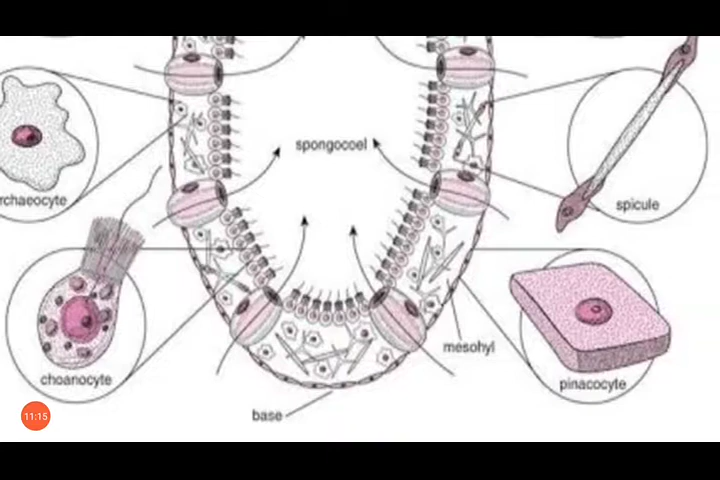 spongocoel
rchaeocyte
spicule
choanocyte
mesohyl
pinacocyte
base
11:15